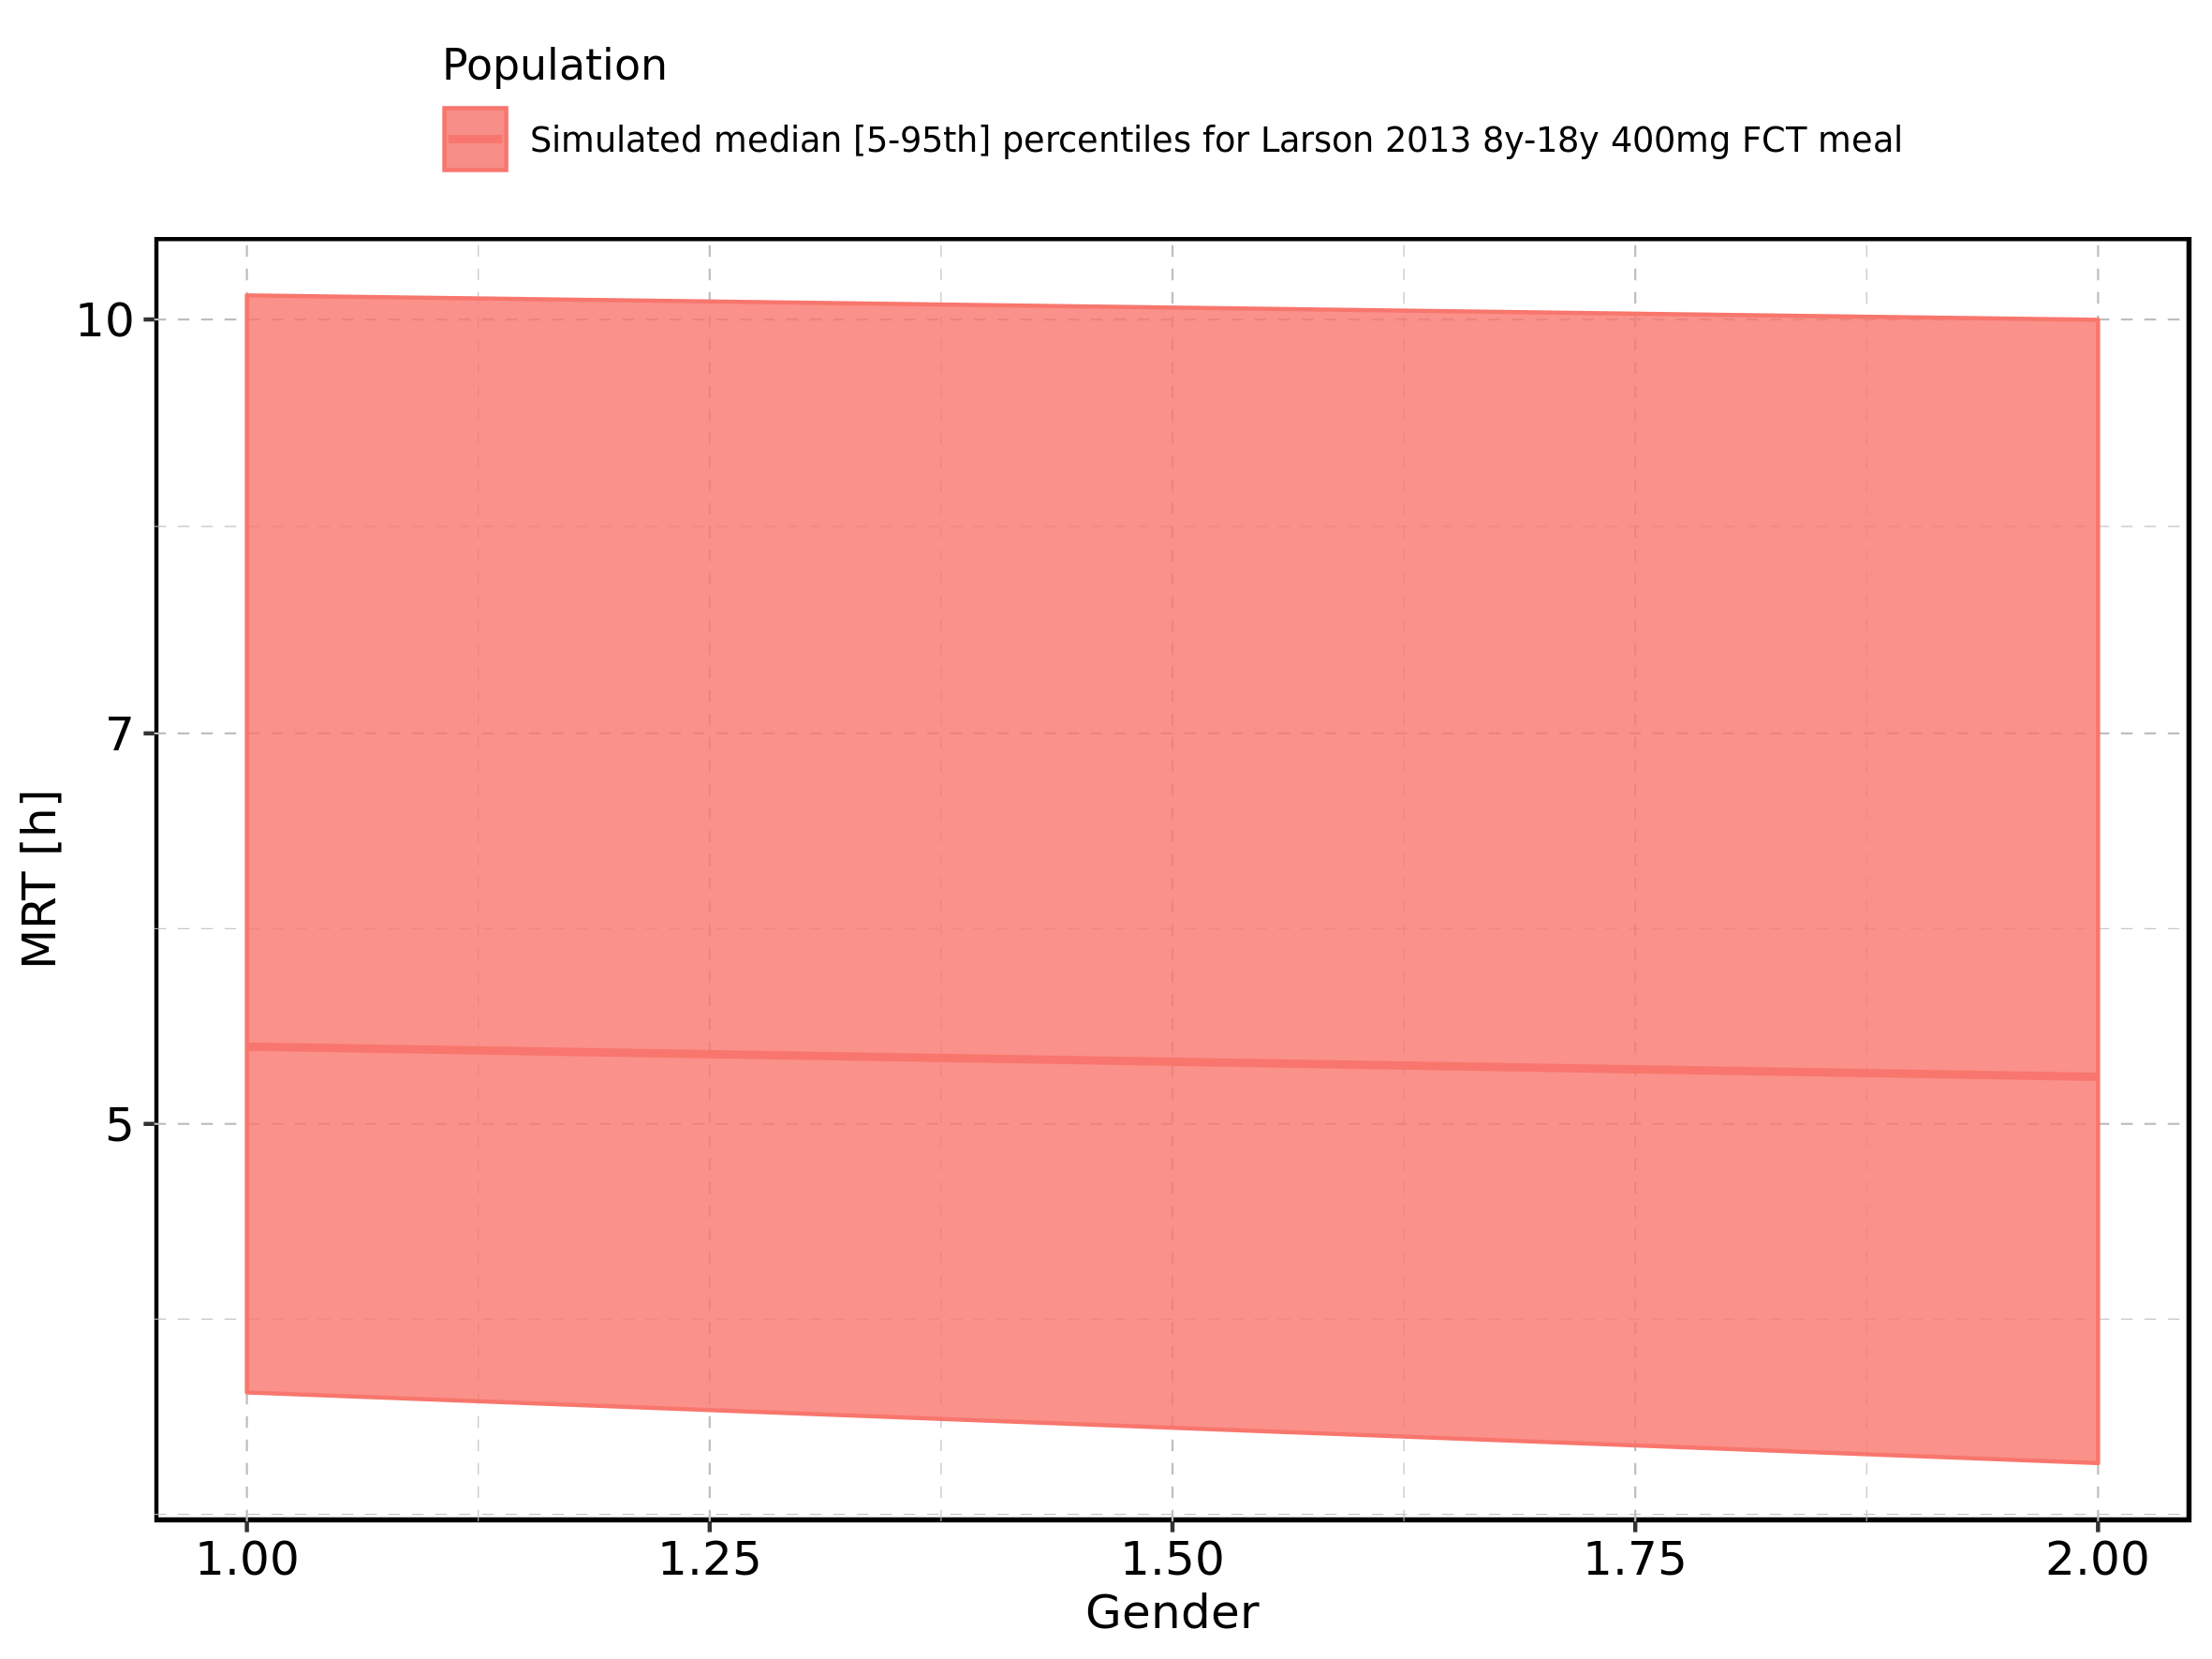 Population
Simulated median [5-95th] percentiles for Larson 2013 8y-18y 400mg FCT meal
10
7
5
MRT [h]
1.00 1.25 1.50 1.75 2.00
Gender